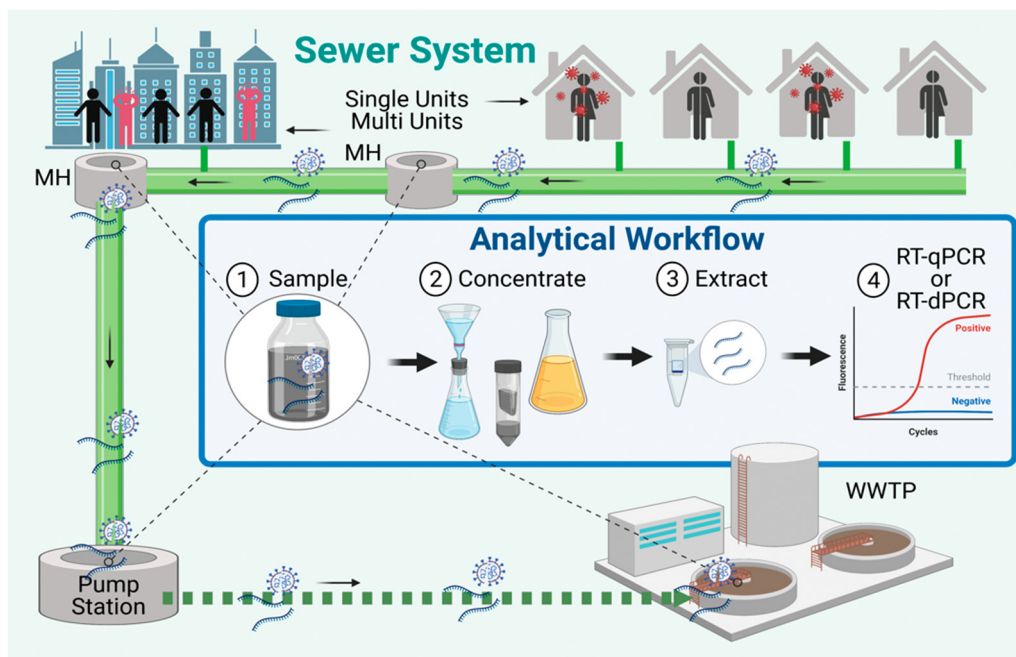 Sewer System
Single Units
Multi Units
MH
MH
Analytical Workflow
1 Sample
2 Concentrate
3 Extract
4 RT-qPCR
or
RT-dPCR
Positive
Threshold
Negative
Fluorescence
Cycles
WWTP
Pump
Station